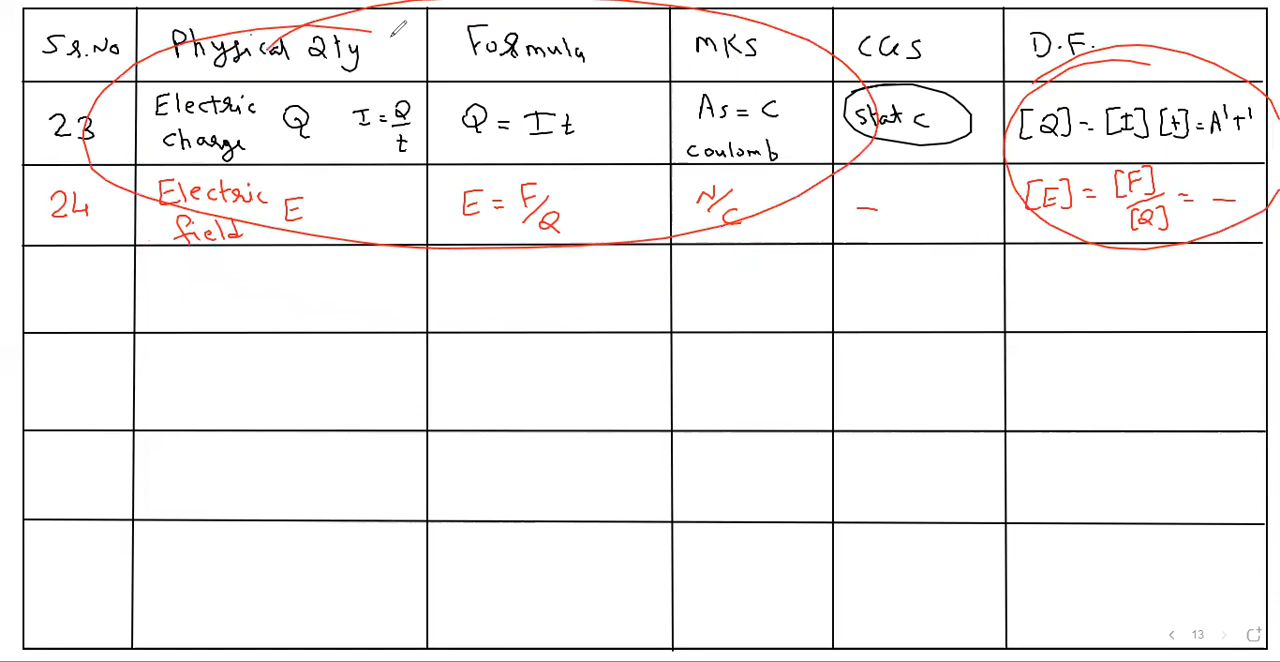 Sr.No Physical Qty Formula MKS CGS D.F.
23 Electric charge Q I = Q/t Q = It As = C coulomb stat C [Q] = [I][t] = A¹T¹
24 Electric field E E = F/Q N/C — [E] = [F]/[Q] = —
13